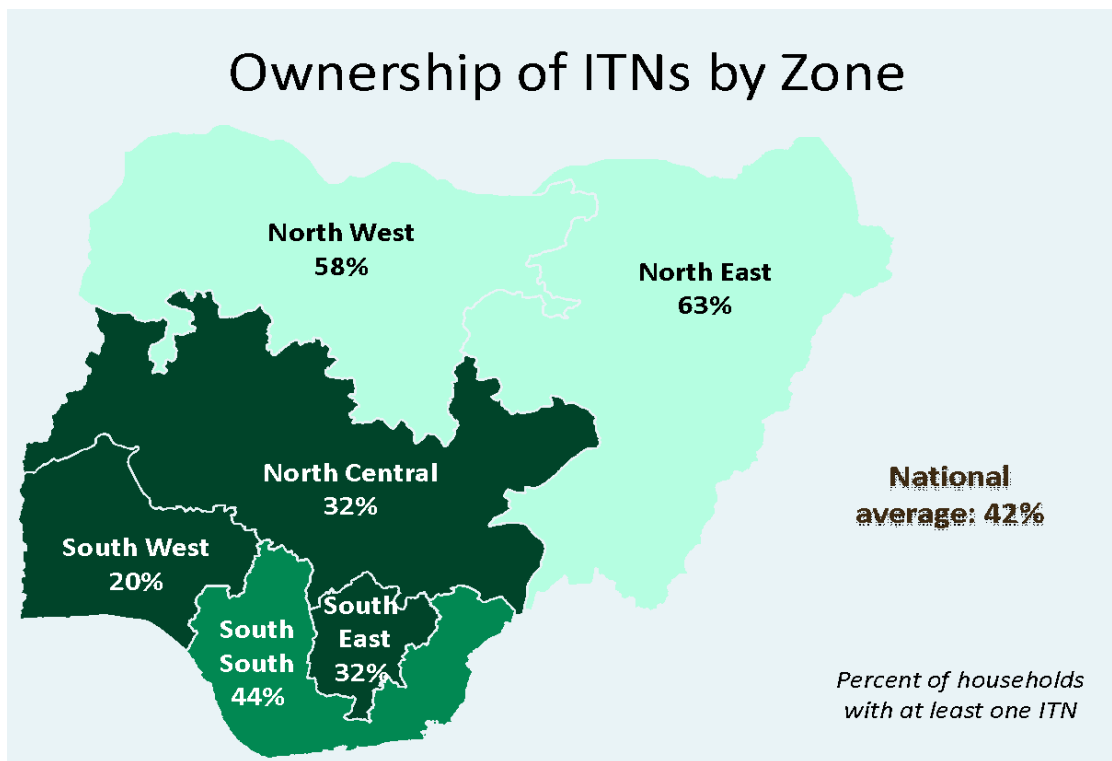 Ownership of ITNs by Zone
North West
58%
North East
63%
North Central
32%
National
average: 42%
South West
20%
South
East
32%
South
South
44%
Percent of households
with at least one ITN